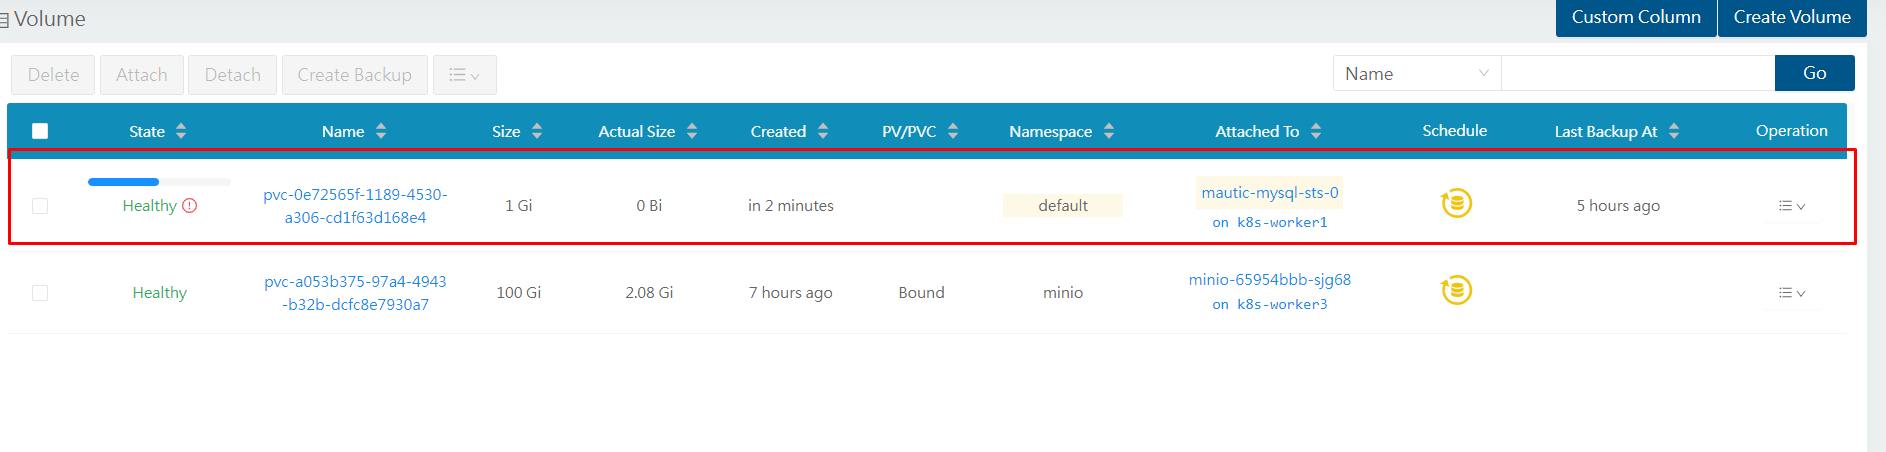 Volume
Custom Column
Create Volume
Delete
Attach
Detach
Create Backup
Name
Go
State
Name
Size
Actual Size
Created
PV/PVC
Namespace
Attached To
Schedule
Last Backup At
Operation
Healthy
pvc-0e72565f-1189-4530-
a306-cd1f63d168e4
1 Gi
0 Bi
in 2 minutes
default
mautic-mysql-sts-0
on k8s-worker1
5 hours ago
Healthy
pvc-a053b375-97a4-4943
-b32b-dcfc8e7930a7
100 Gi
2.08 Gi
7 hours ago
Bound
minio
minio-65954bbb-sjg68
on k8s-worker3